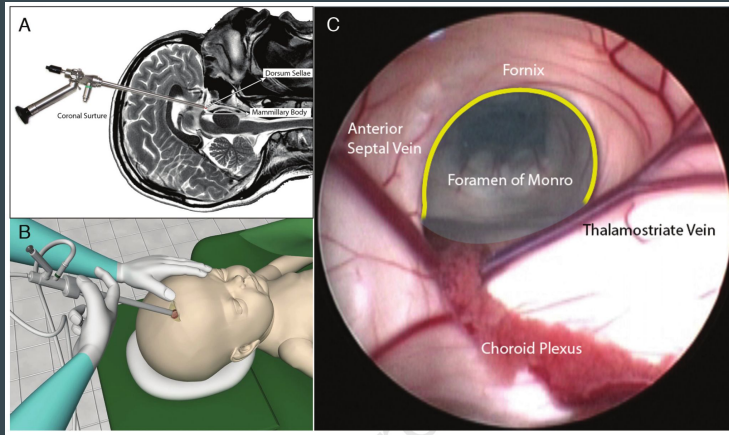 A
Dorsum Sellae
Coronal Surture
Mammillary Body
B
C
Fornix
Anterior
Septal Vein
Foramen of Monro
Thalamostriate Vein
Choroid Plexus